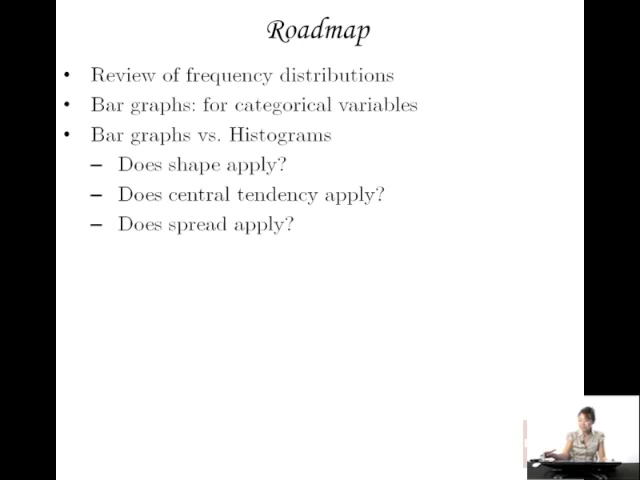 Roadmap
• Review of frequency distributions
• Bar graphs: for categorical variables
• Bar graphs vs. Histograms
– Does shape apply?
– Does central tendency apply?
– Does spread apply?